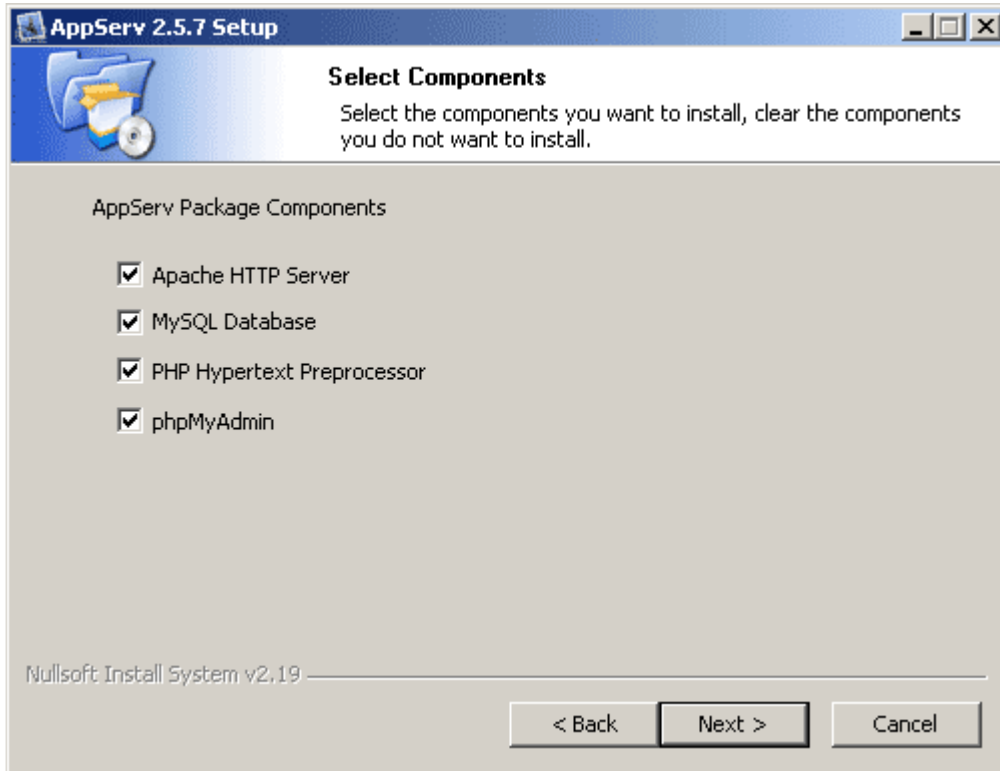 AppServ 2.5.7 Setup
Select Components
Select the components you want to install, clear the components
you do not want to install.
AppServ Package Components
Apache HTTP Server
MySQL Database
PHP Hypertext Preprocessor
phpMyAdmin
Nullsoft Install System v2.19
< Back Next > Cancel